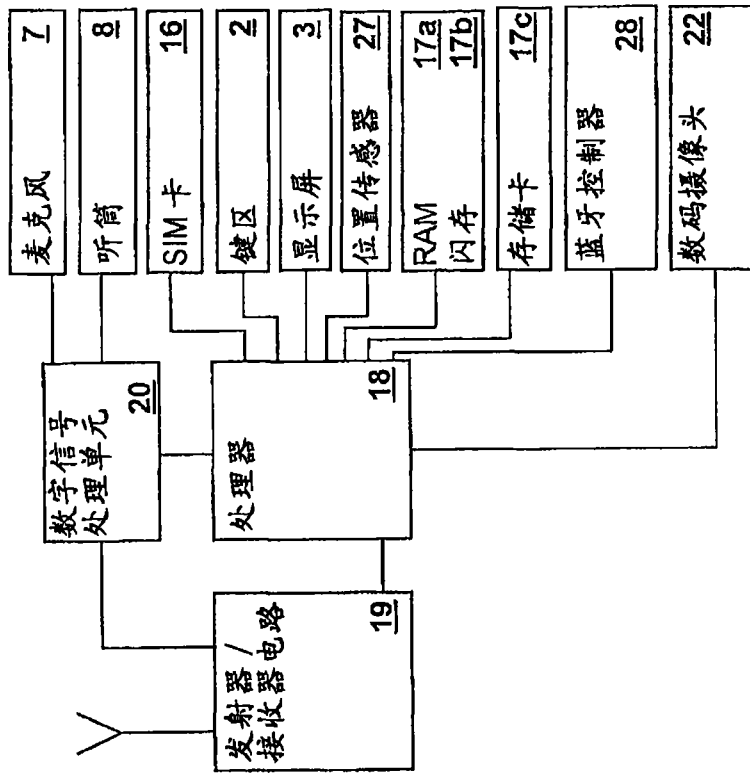 麦克风 7
听筒 8
SIM卡 16
键区 2
显示屏 3
位置传感器 27
RAM 17a
闪存 17b
存储卡 17c
蓝牙控制器 28
数码摄像头 22
数字信号
处理单元
20
处理器
18
发射器/
接收器电路
19